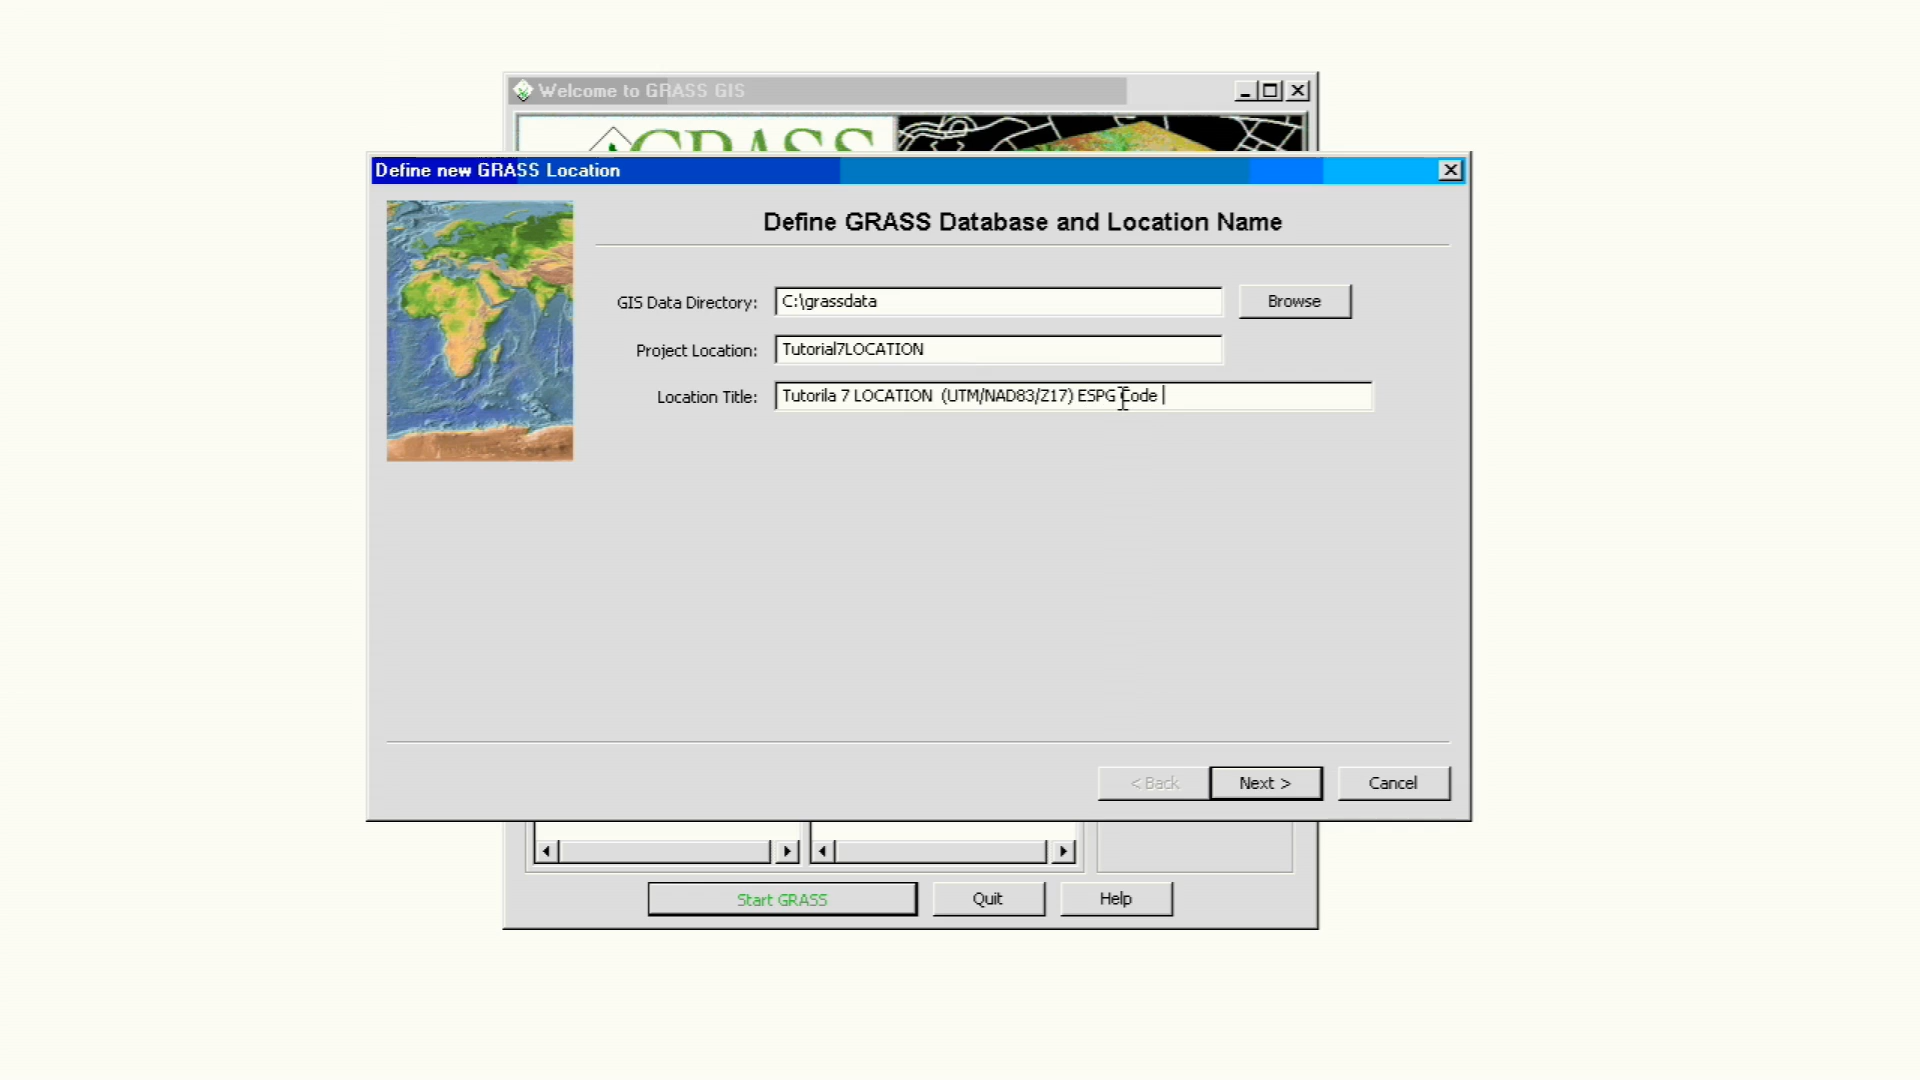 Welcome to GRASS GIS
GRASS
Define new GRASS Location
Define GRASS Database and Location Name
GIS Data Directory: C:\grassdata Browse
Project Location: Tutorial7LOCATION
Location Title: Tutorila 7 LOCATION (UTM/NAD83/Z17) ESPG Code
< Back Next > Cancel
Start GRASS Quit Help